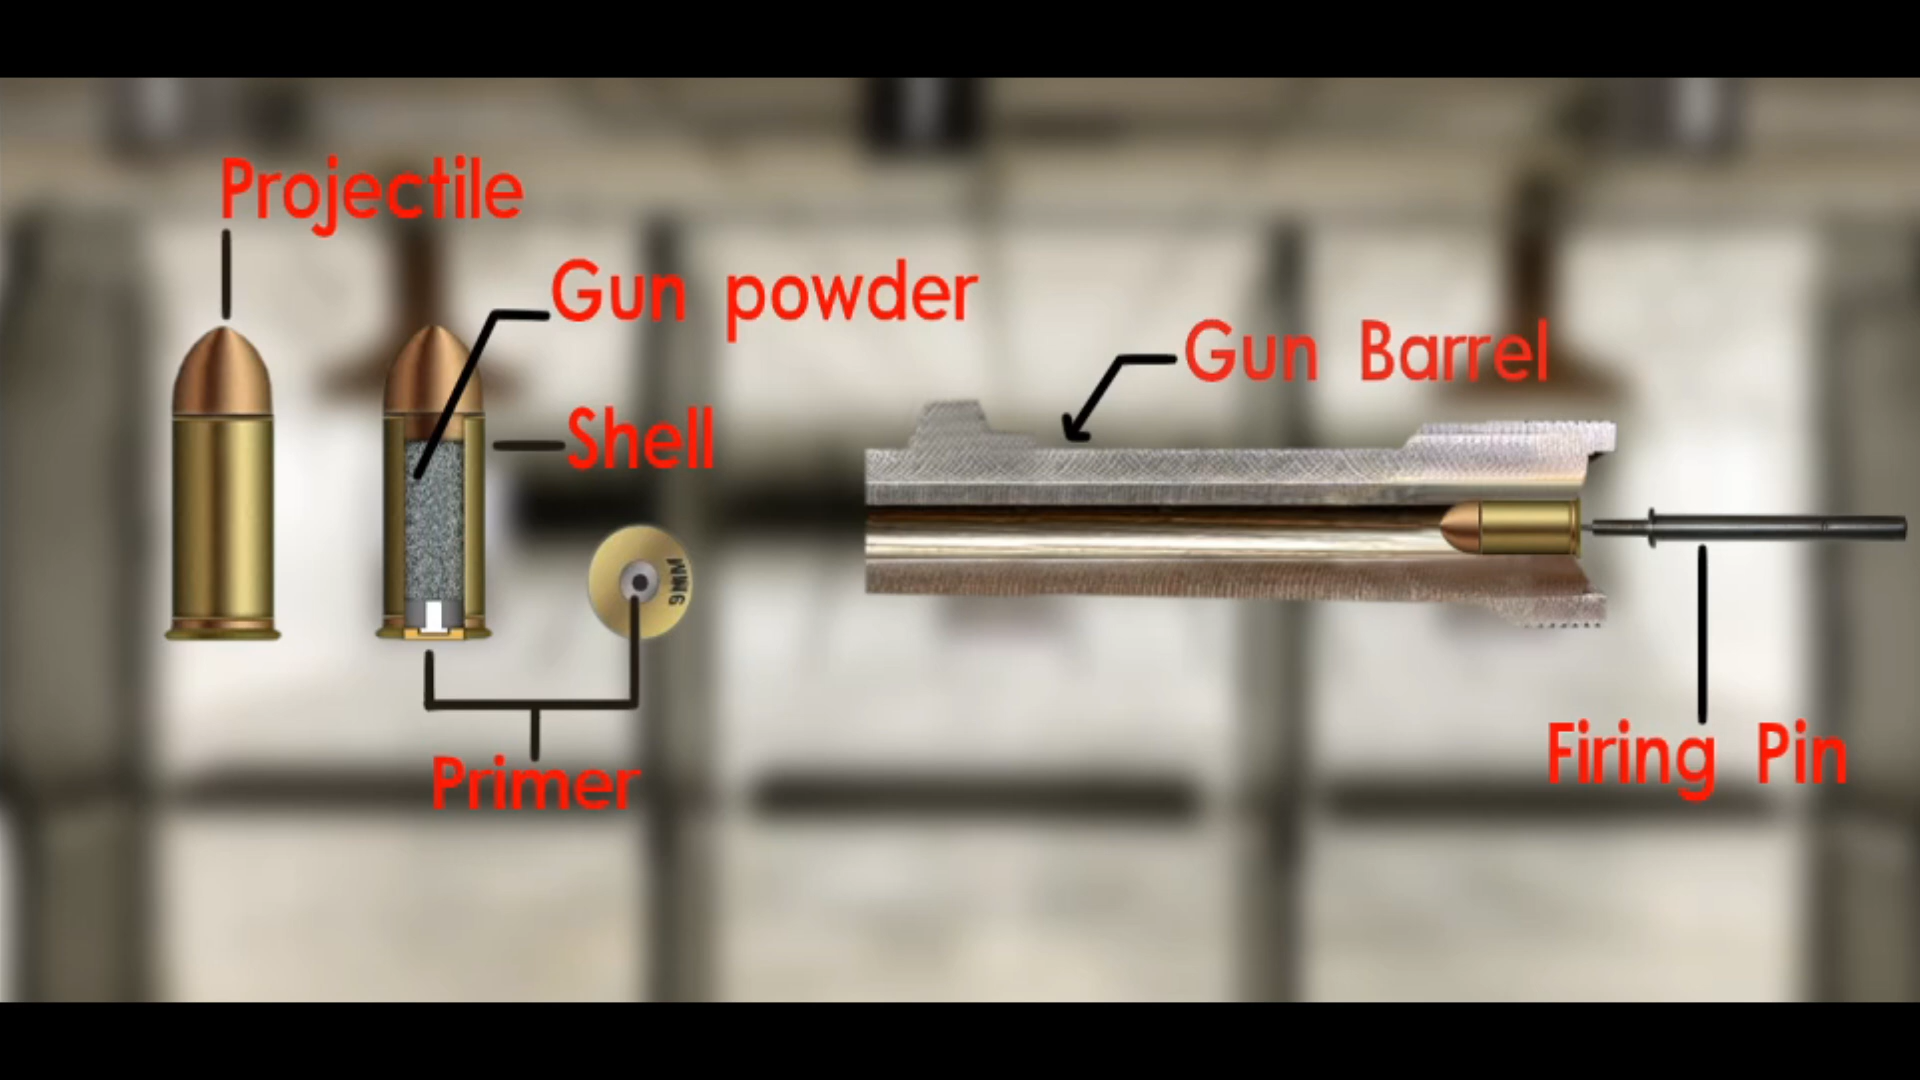 Projectile
Gun powder
Gun Barrel
Shell
9MM
Firing Pin
Primer